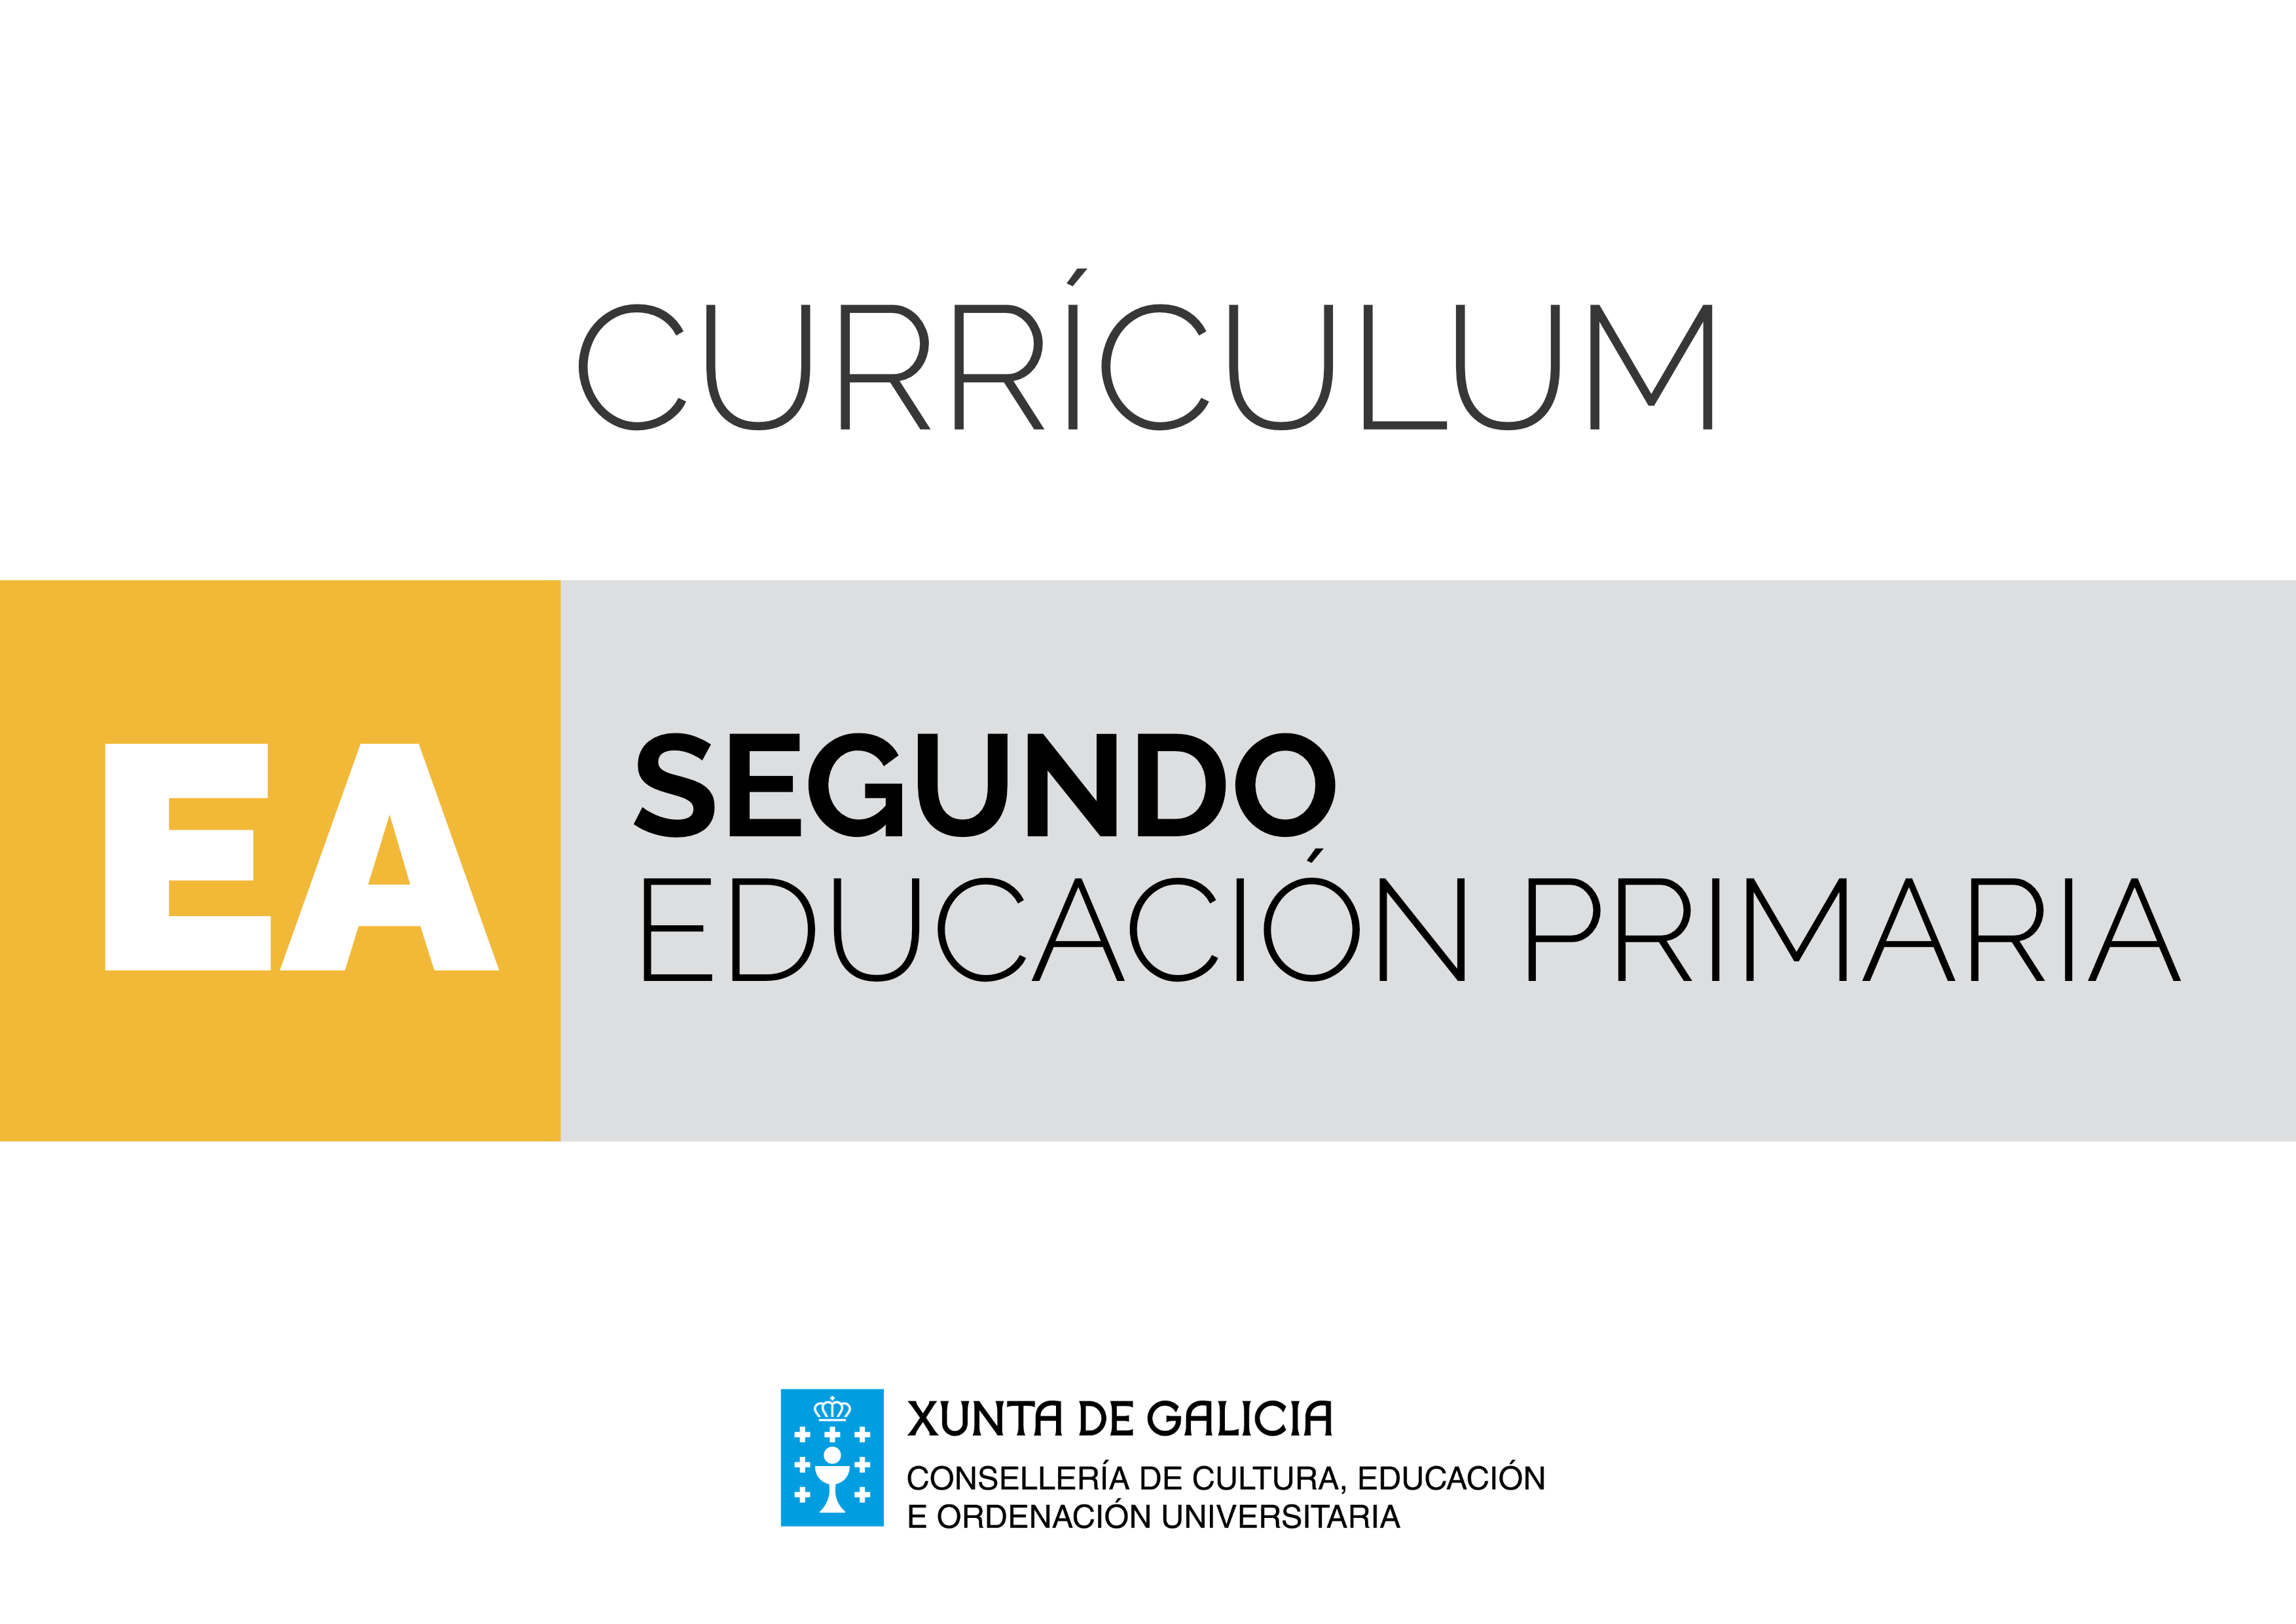 CURRÍCULUM
EA
SEGUNDO
EDUCACIÓN PRIMARIA
XUNTA DE GALICIA
CONSELLERÍA DE CULTURA, EDUCACIÓN
E ORDENACIÓN UNIVERSITARIA